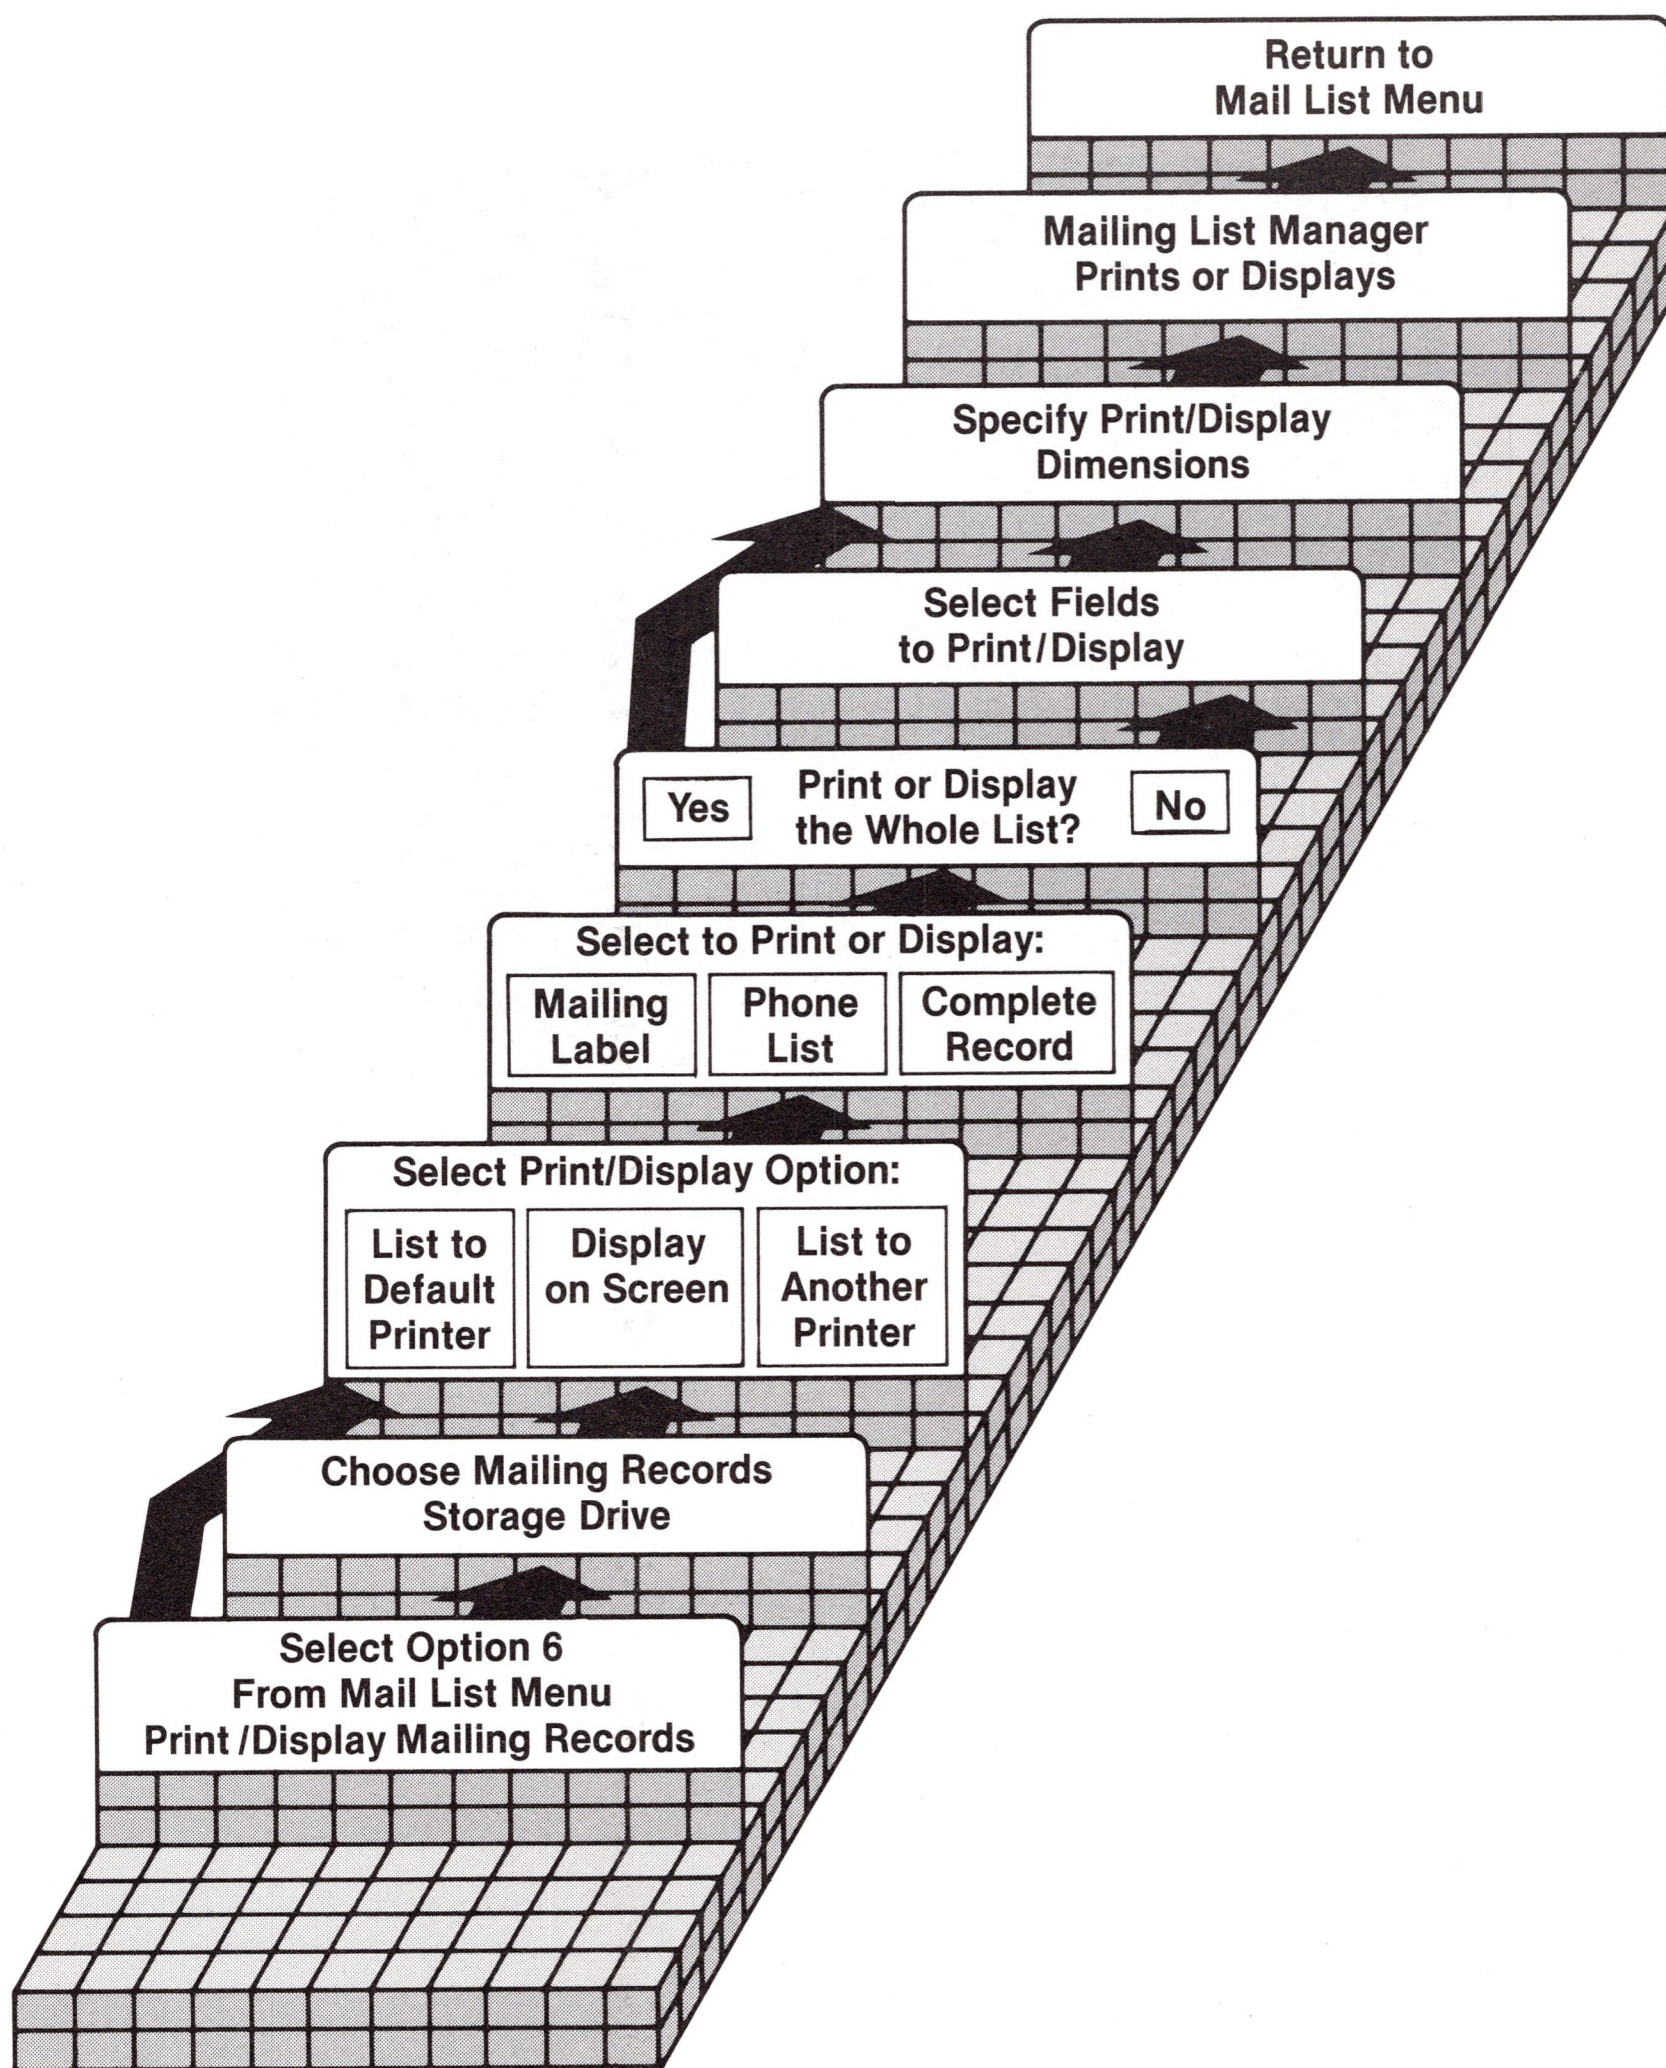 Return to
Mail List Menu
Mailing List Manager
Prints or Displays
Specify Print/Display
Dimensions
Select Fields
to Print/Display
Yes
Print or Display
the Whole List?
No
Select to Print or Display:
Mailing
Label
Phone
List
Complete
Record
Select Print/Display Option:
List to
Default
Printer
Display
on Screen
List to
Another
Printer
Choose Mailing Records
Storage Drive
Select Option 6
From Mail List Menu
Print/Display Mailing Records